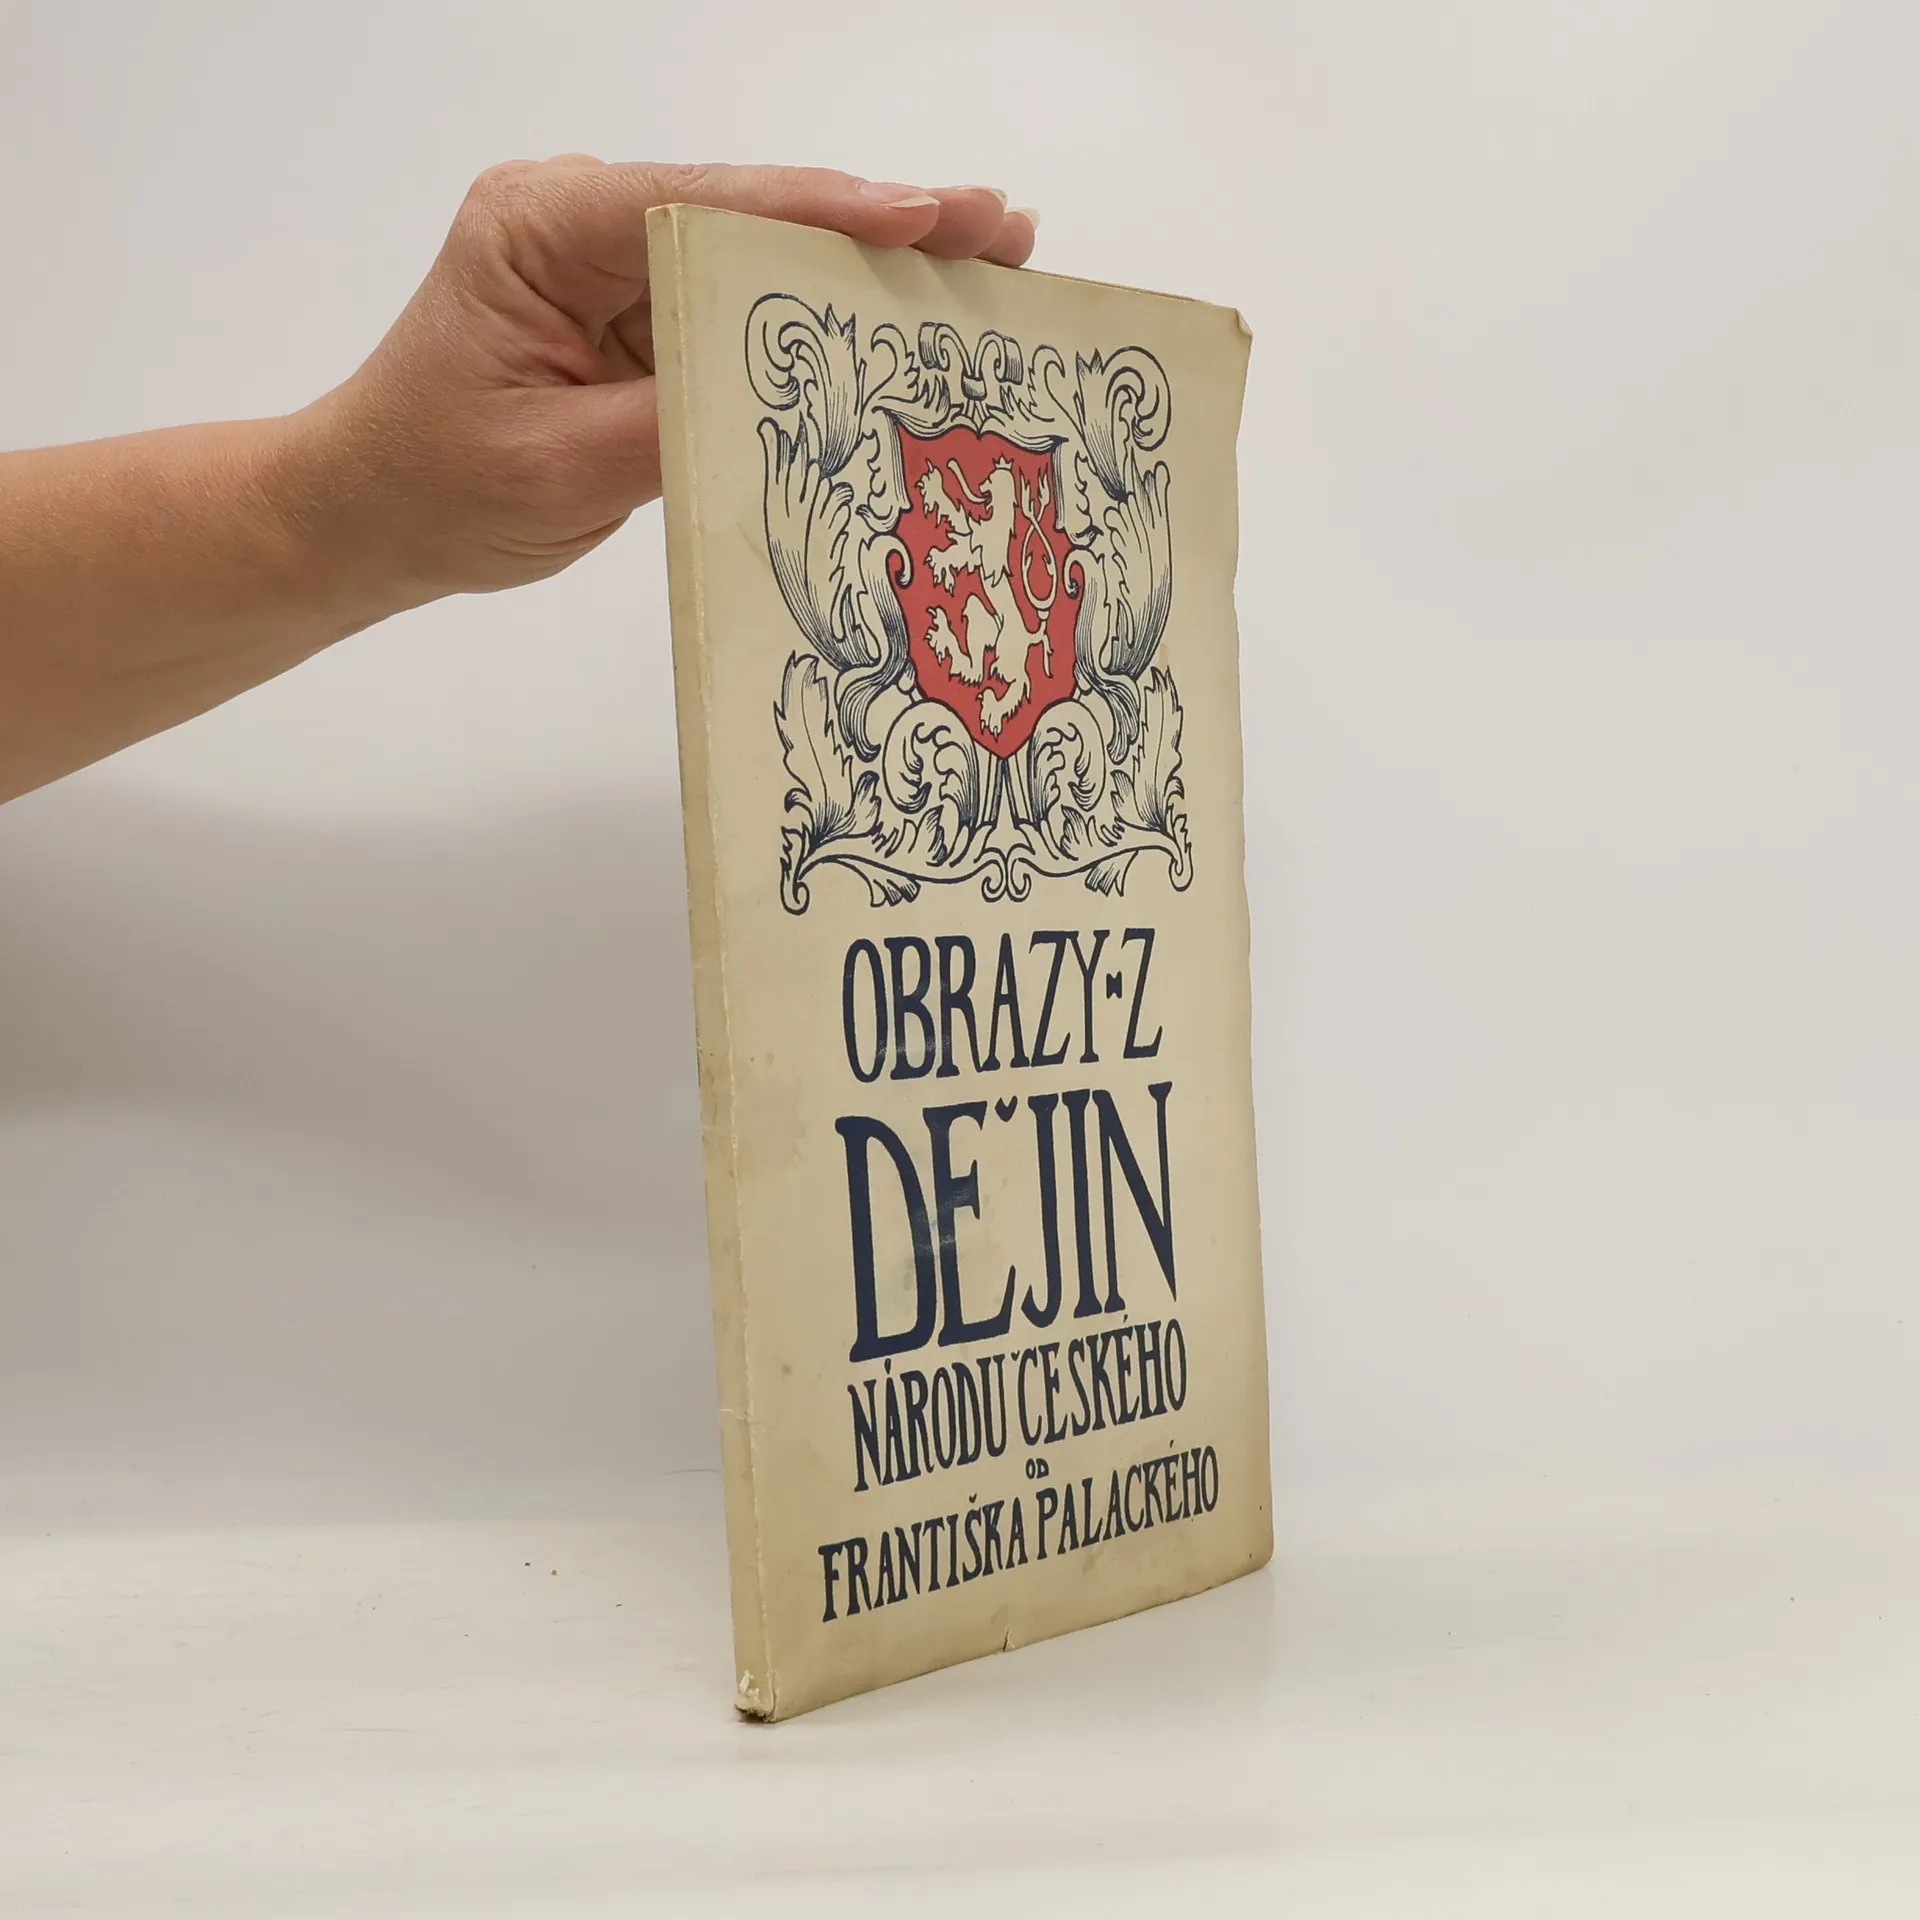 OBRAZY-Z
DĚJIN
NÁRODU ČESKÉHO
OD
FRANTIŠKA PALACKÉHO